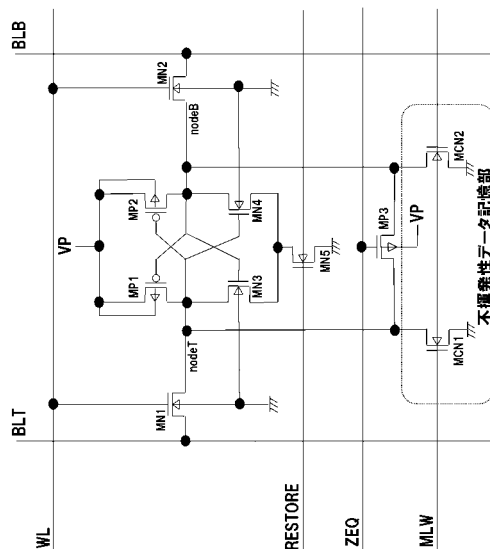 BLB
MN2
nodeB
VP
MP2
MP1
MN4
MN3
MN5
MP3
VP
MCN2
MCN1
不揮発性データ記憶部
nodeT
MN1
BLT
WL
RESTORE
ZEQ
MLW